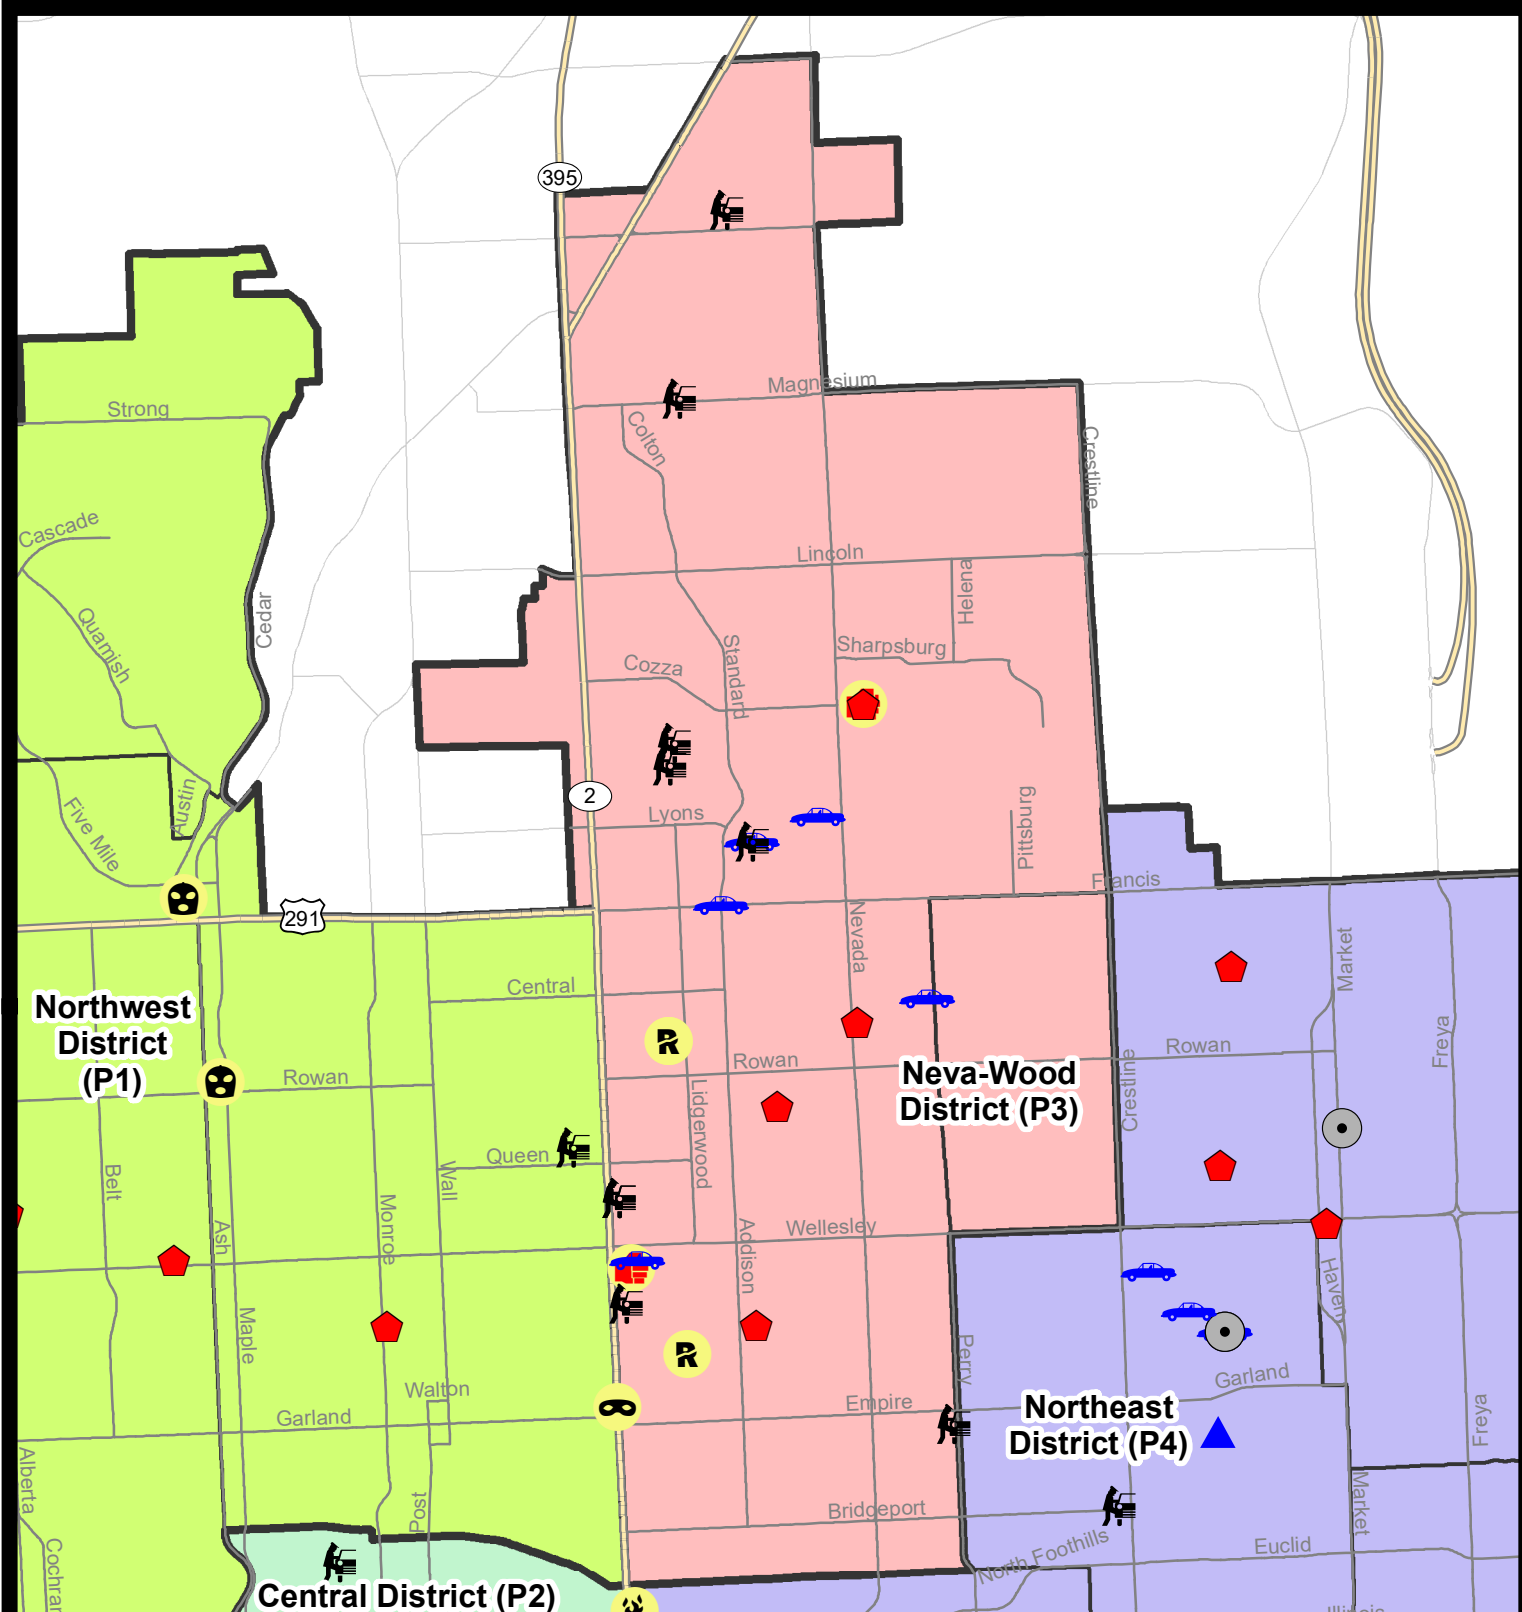 395
Magnesium
Strong
Colton
Crestline
Cascade
Lincoln
Helena
Cedar
Quamish
Sharpsburg
Standard
Cozza
2
Lyons
Austin
Five Mile
Pittsburg
Francis
291
Nevada
Market
Central
Northwest
District
(P1)
Freya
Rowan
Rowan
Rowan
Neva-Wood
District (P3)
Crestline
Lidgerwood
Queen
Belt
Wall
Monroe
Ash
Wellesley
Addison
Haven
Maple
Perry
Garland
Walton
Empire
Garland
Northeast
District (P4)
Freya
Alberta
Post
Bridgeport
Market
North Foothills
Euclid
Central District (P2)
R
R